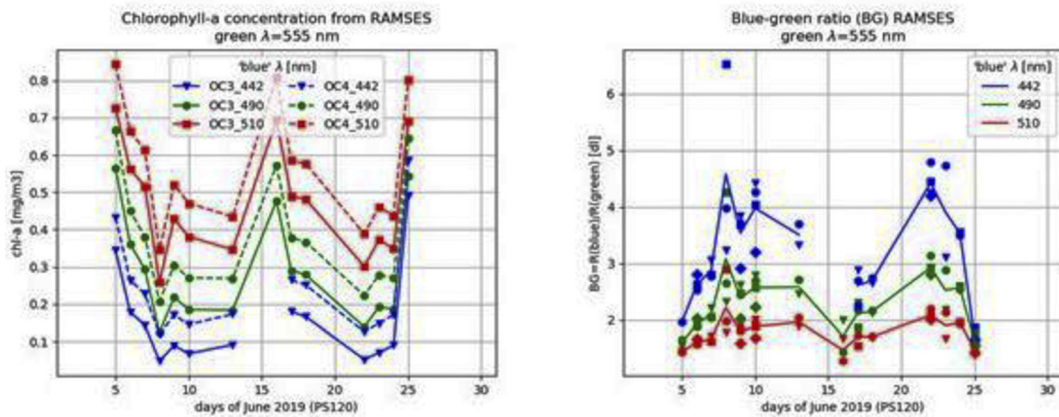 Chlorophyll-a concentration from RAMSES
green λ=555 nm
'blue' λ [nm]
OC3_442
OC4_442
OC3_490
OC4_490
OC3_510
OC4_510
chl-a [mg/m3]
0.8
0.7
0.6
0.5
0.4
0.3
0.2
0.1
5 10 15 20 25 30
days of June 2019 (PS120)
Blue-green ratio (BG) RAMSES
green λ=555 nm
'blue' λ [nm]
442
490
510
BG=R(blue)/R(green) [dl]
6
5
4
3
2
5 10 15 20 25 30
days of June 2019 (PS120)